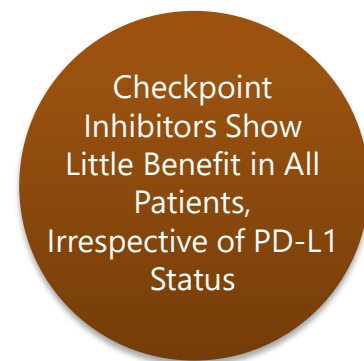 Checkpoint
Inhibitors Show
Little Benefit in All
Patients,
Irrespective of PD-L1
Status